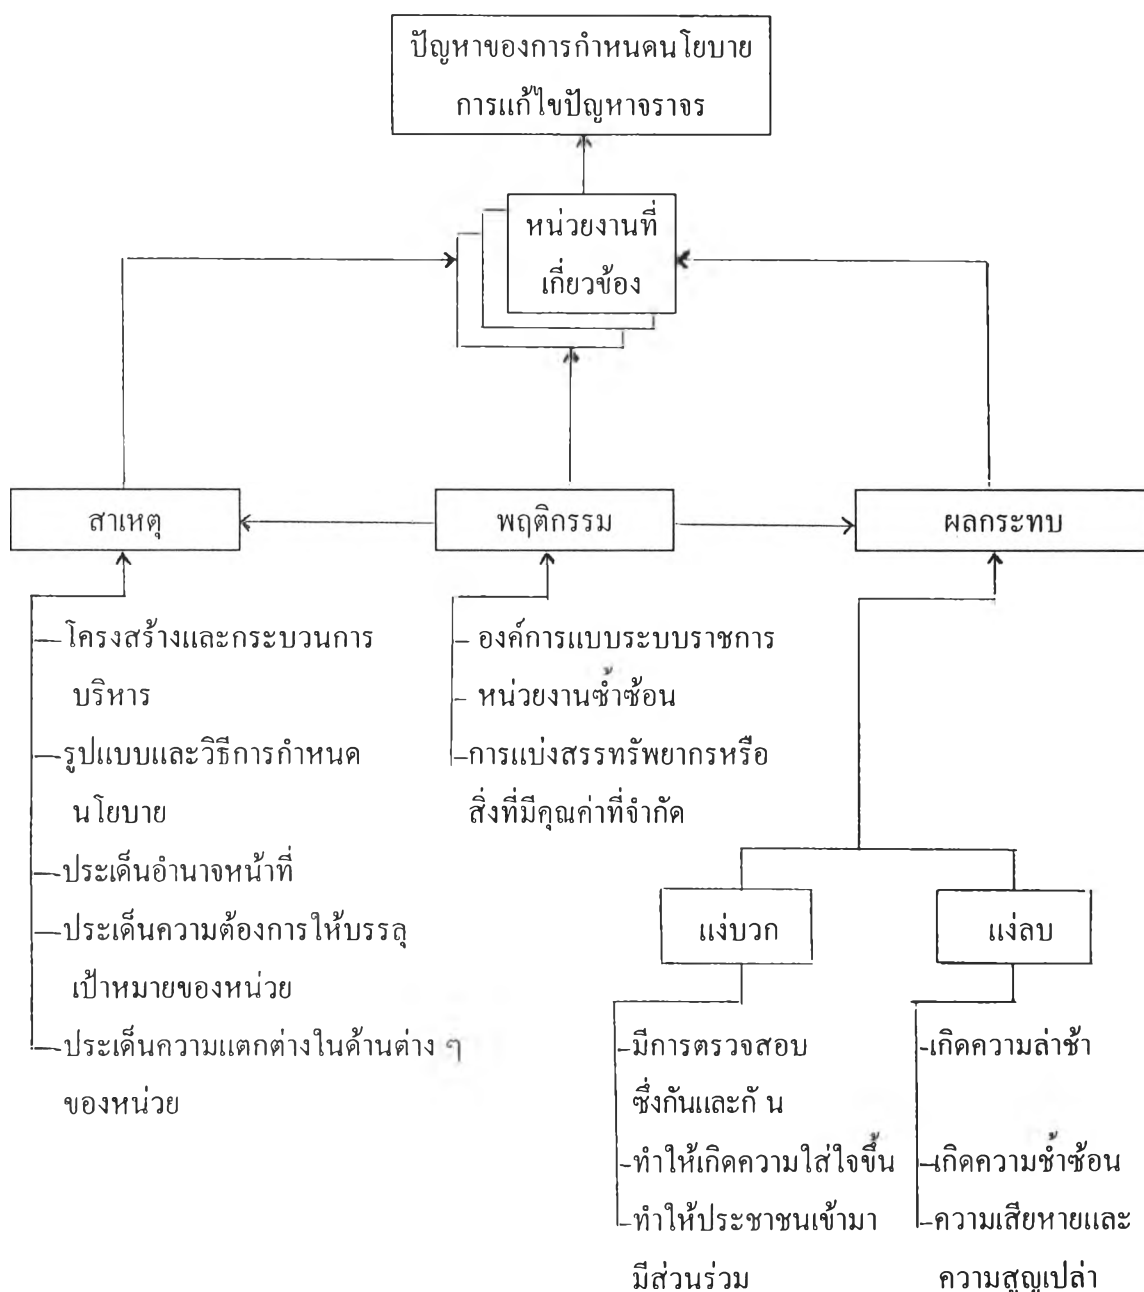 ปัญหาของการกำหนดนโยบาย
การแก้ไขปัญหาจราจร
หน่วยงานที่
เกี่ยวข้อง
สาเหตุ
พฤติกรรม
ผลกระทบ
โครงสร้างและกระบวนการ
บริหาร
รูปแบบและวิธีการกำหนด
นโยบาย
ประเด็นอำนาจหน้าที่
ประเด็นความต้องการให้บรรลุ
เป้าหมายของหน่วย
ประเด็นความแตกต่างในด้านต่าง ๆ
ของหน่วย
องค์การแบบระบบราชการ
หน่วยงานซ้ำซ้อน
การแบ่งสรรทรัพยากรหรือ
สิ่งที่มีคุณค่าที่จำกัด
แง่บวก
แง่ลบ
มีการตรวจสอบ
ซึ่งกันและกัน
ทำให้เกิดความใส่ใจขึ้น
ทำให้ประชาชนเข้ามา
มีส่วนร่วม
เกิดความล่าช้า
เกิดความซ้ำซ้อน
ความเสียหายและ
ความสูญเปล่า